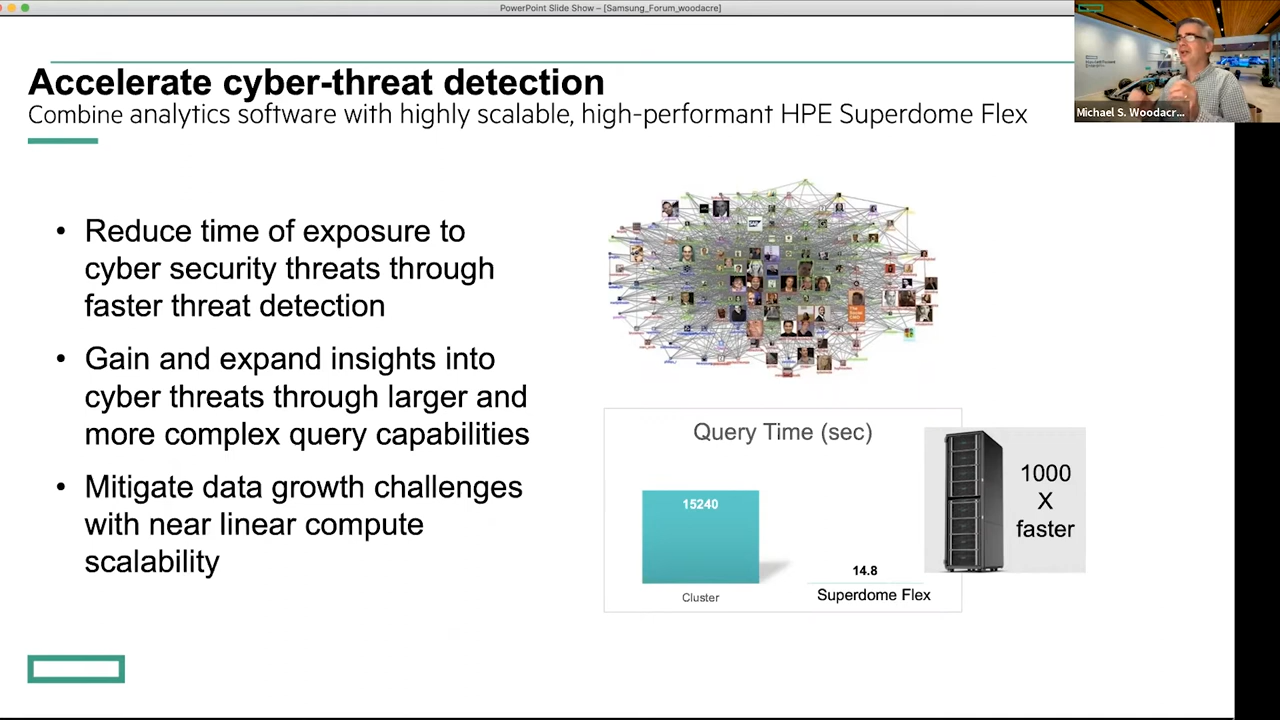 PowerPoint Slide Show – [Samsung_Forum_woodacre]
Accelerate cyber-threat detection
Combine analytics software with highly scalable, high-performant HPE Superdome Flex
Michael S. Woodacr...
• Reduce time of exposure to
cyber security threats through
faster threat detection
• Gain and expand insights into
cyber threats through larger and
more complex query capabilities
• Mitigate data growth challenges
with near linear compute
scalability
Query Time (sec)
15240
14.8
Cluster
Superdome Flex
1000
X
faster